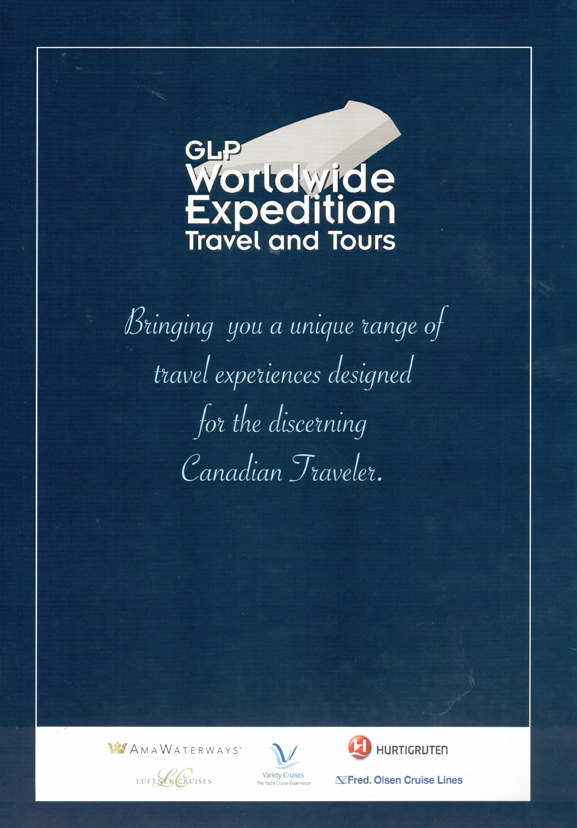 GLP
Worldwide
Expedition
Travel and Tours
Bringing you a unique range of
travel experiences designed
for the discerning
Canadian Traveler.
AMAWATERWAYS™
HURTIGRUTEN
LÜFTNER CRUISES
LC
Variety Cruises
The Yacht Cruise Experience
Fred. Olsen Cruise Lines